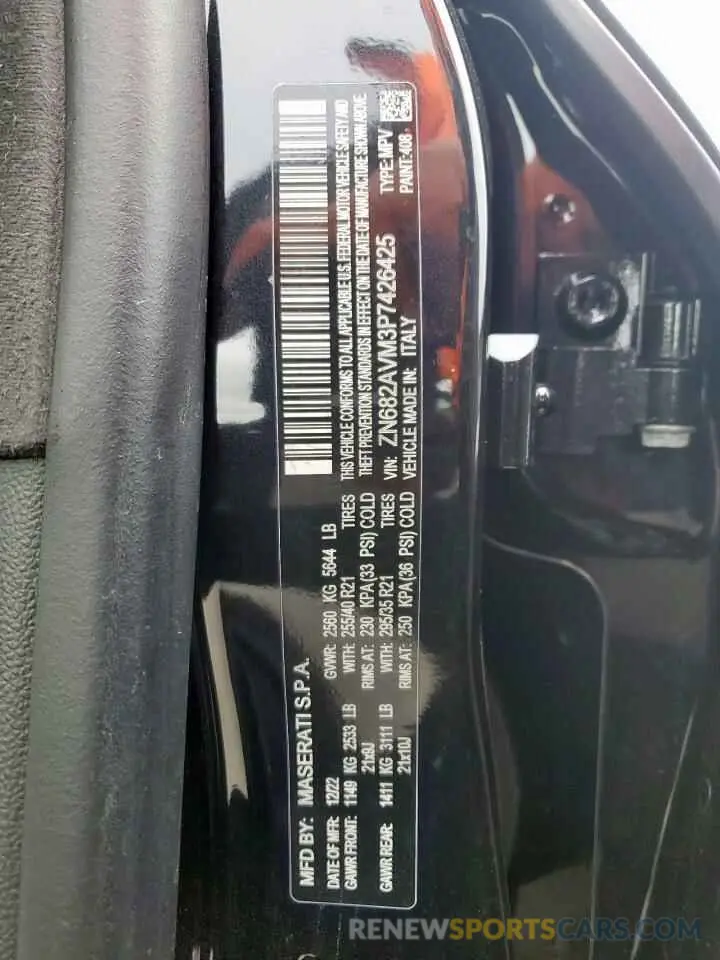 MFD BY: MASERATI S.P.A.
DATE OF MFR: 12/22 GVWR: 2560 KG 5644 LB
GAWR FRONT: 1149 KG 2533 LB WITH: 255/40 R21 TIRES
21x9J RIMS AT: 230 KPA (33 PSI) COLD
GAWR REAR: 1411 KG 3111 LB WITH: 295/35 R21 TIRES
21x10J RIMS AT: 250 KPA (36 PSI) COLD
THIS VEHICLE CONFORMS TO ALL APPLICABLE U.S. FEDERAL MOTOR VEHICLE SAFETY AND
THEFT PREVENTION STANDARDS IN EFFECT ON THE DATE OF MANUFACTURE SHOWN ABOVE
VIN: ZN682AVM3P7426425 TYPE: MPV
VEHICLE MADE IN: ITALY PAINT: 408
RENEWSPORTSCARS.COM